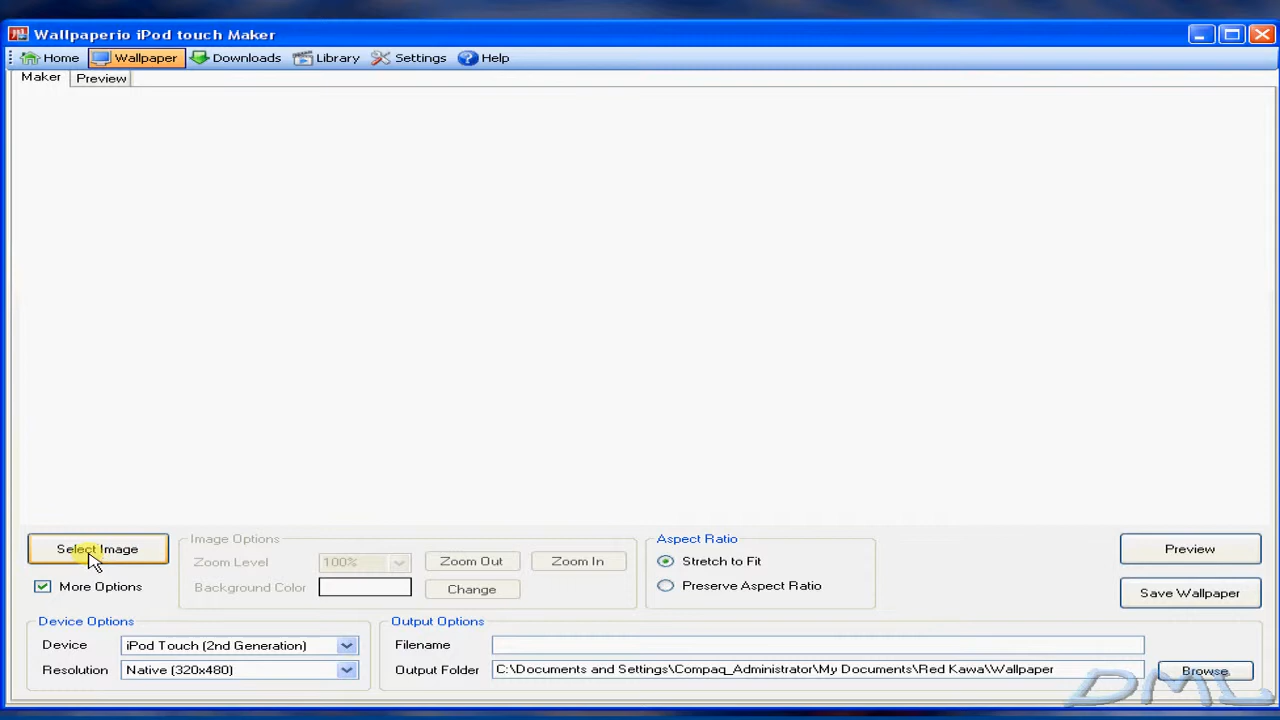 Wallpaperio iPod touch Maker
Home Wallpaper Downloads Library Settings Help
Maker Preview
Select Image
More Options
Image Options
Zoom Level 100% Zoom Out Zoom In
Background Color Change
Aspect Ratio
Stretch to Fit
Preserve Aspect Ratio
Preview
Save Wallpaper
Device Options
Device iPod Touch (2nd Generation)
Resolution Native (320x480)
Output Options
Filename
Output Folder C:\Documents and Settings\Compaq_Administrator\My Documents\Red Kawa\Wallpaper Browse
DML